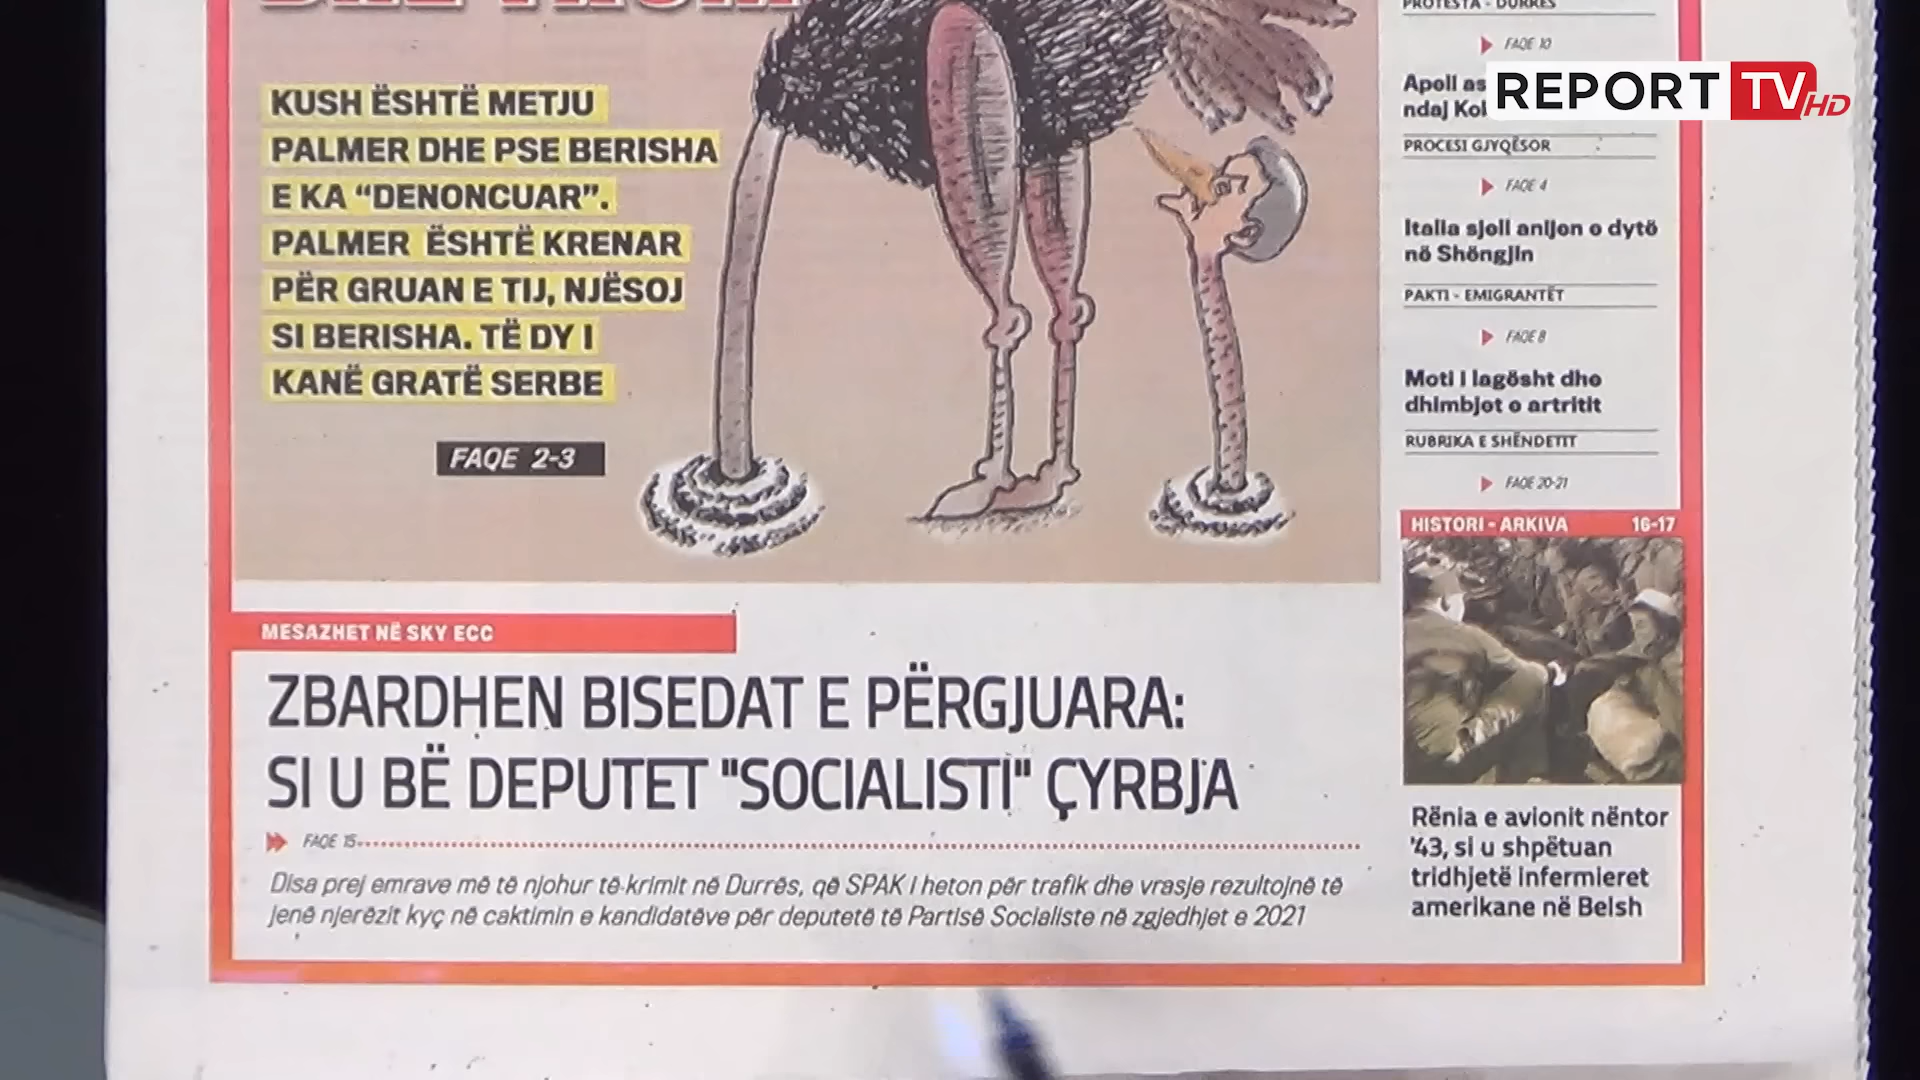 KUSH ËSHTË METJU
PALMER DHE PSE BERISHA
E KA “DENONCUAR”.
PALMER ËSHTË KRENAR
PËR GRUAN E TIJ, NJËSOJ
SI BERISHA. TË DY I
KANË GRATË SERBE
FAQE 2-3
MESAZHET NË SKY ECC
ZBARDHEN BISEDAT E PËRGJUARA:
SI U BË DEPUTET "SOCIALISTI" ÇYRBJA
FAQE 15
Disa prej emrave më të njohur të krimit në Durrës, që SPAK i heton për trafik dhe vrasje rezultojnë të
jenë njerëzit kyç në caktimin e kandidatëve për deputetë të Partisë Socialiste në zgjedhjet e 2021
PROTESTA - DURRËS
FAQE 10
REPORT TV HD
Apoll
ndaj
PROCESI GJYQËSOR
FAQE 4
Italia sjell anijen e dytë
në Shëngjin
PAKTI - EMIGRANTËT
FAQE 8
Moti i lagësht dhe
dhimbjet e artritit
RUBRIKA E SHËNDETIT
FAQE 20-21
HISTORI - ARKIVA 16-17
Rënia e avionit nëntor
'43, si u shpëtuan
tridhjetë infermieret
amerikane në Belsh